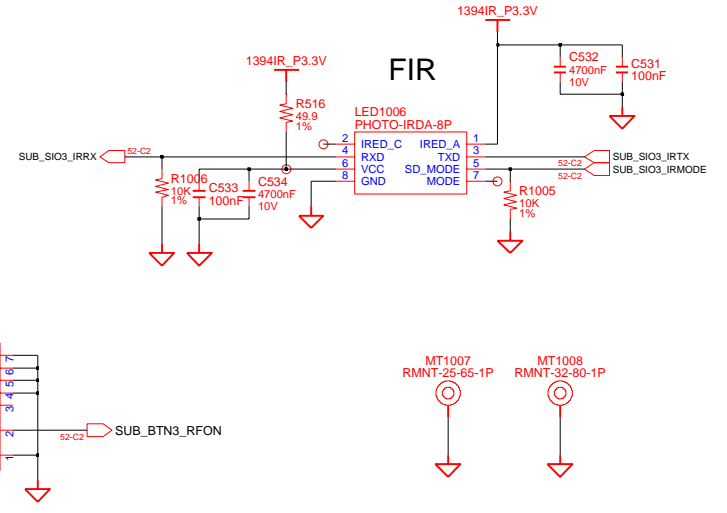 1394IR_P3.3V
1394IR_P3.3V
FIR
C532
4700nF
10V
C531
100nF
R516
49.9
1%
LED1006
PHOTO-IRDA-8P
2 IRED_C IRED_A 1
4 RXD TXD 3
6 VCC SD_MODE 5
8 GND MODE 7
SUB_SIO3_IRRX 52-C2
52-C2 SUB_SIO3_IRTX
52-C2 SUB_SIO3_IRMODE
R1006
10K
1%
C533
100nF
C534
4700nF
10V
R1005
10K
1%
7
6
5
4
3
2
1
52-C2 SUB_BTN3_RFON
MT1007
RMNT-25-65-1P
MT1008
RMNT-32-80-1P